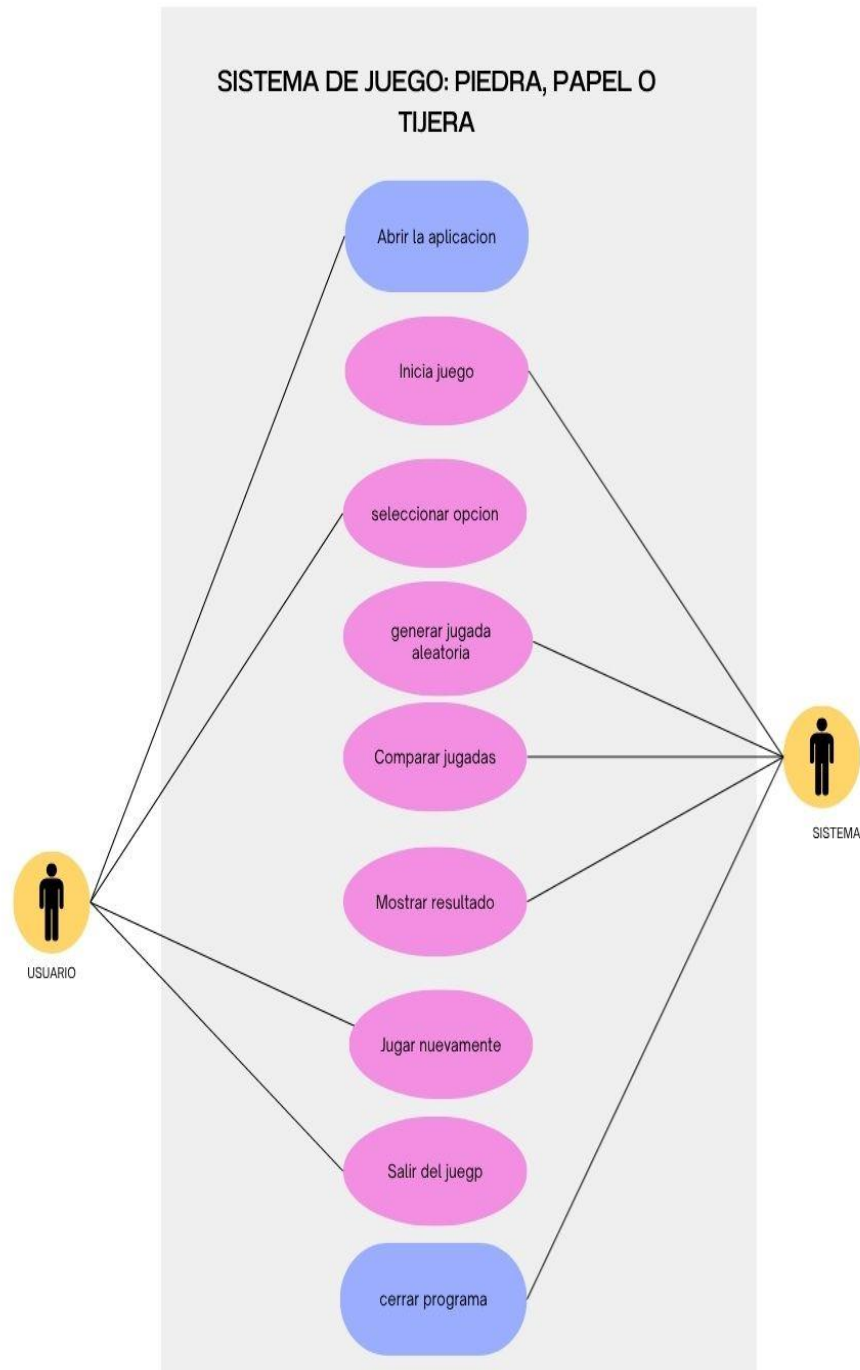 SISTEMA DE JUEGO: PIEDRA, PAPEL O
TIJERA
Abrir la aplicacion
Inicia juego
seleccionar opcion
generar jugada
aleatoria
Comparar jugadas
SISTEMA
Mostrar resultado
USUARIO
Jugar nuevamente
Salir del juegp
cerrar programa